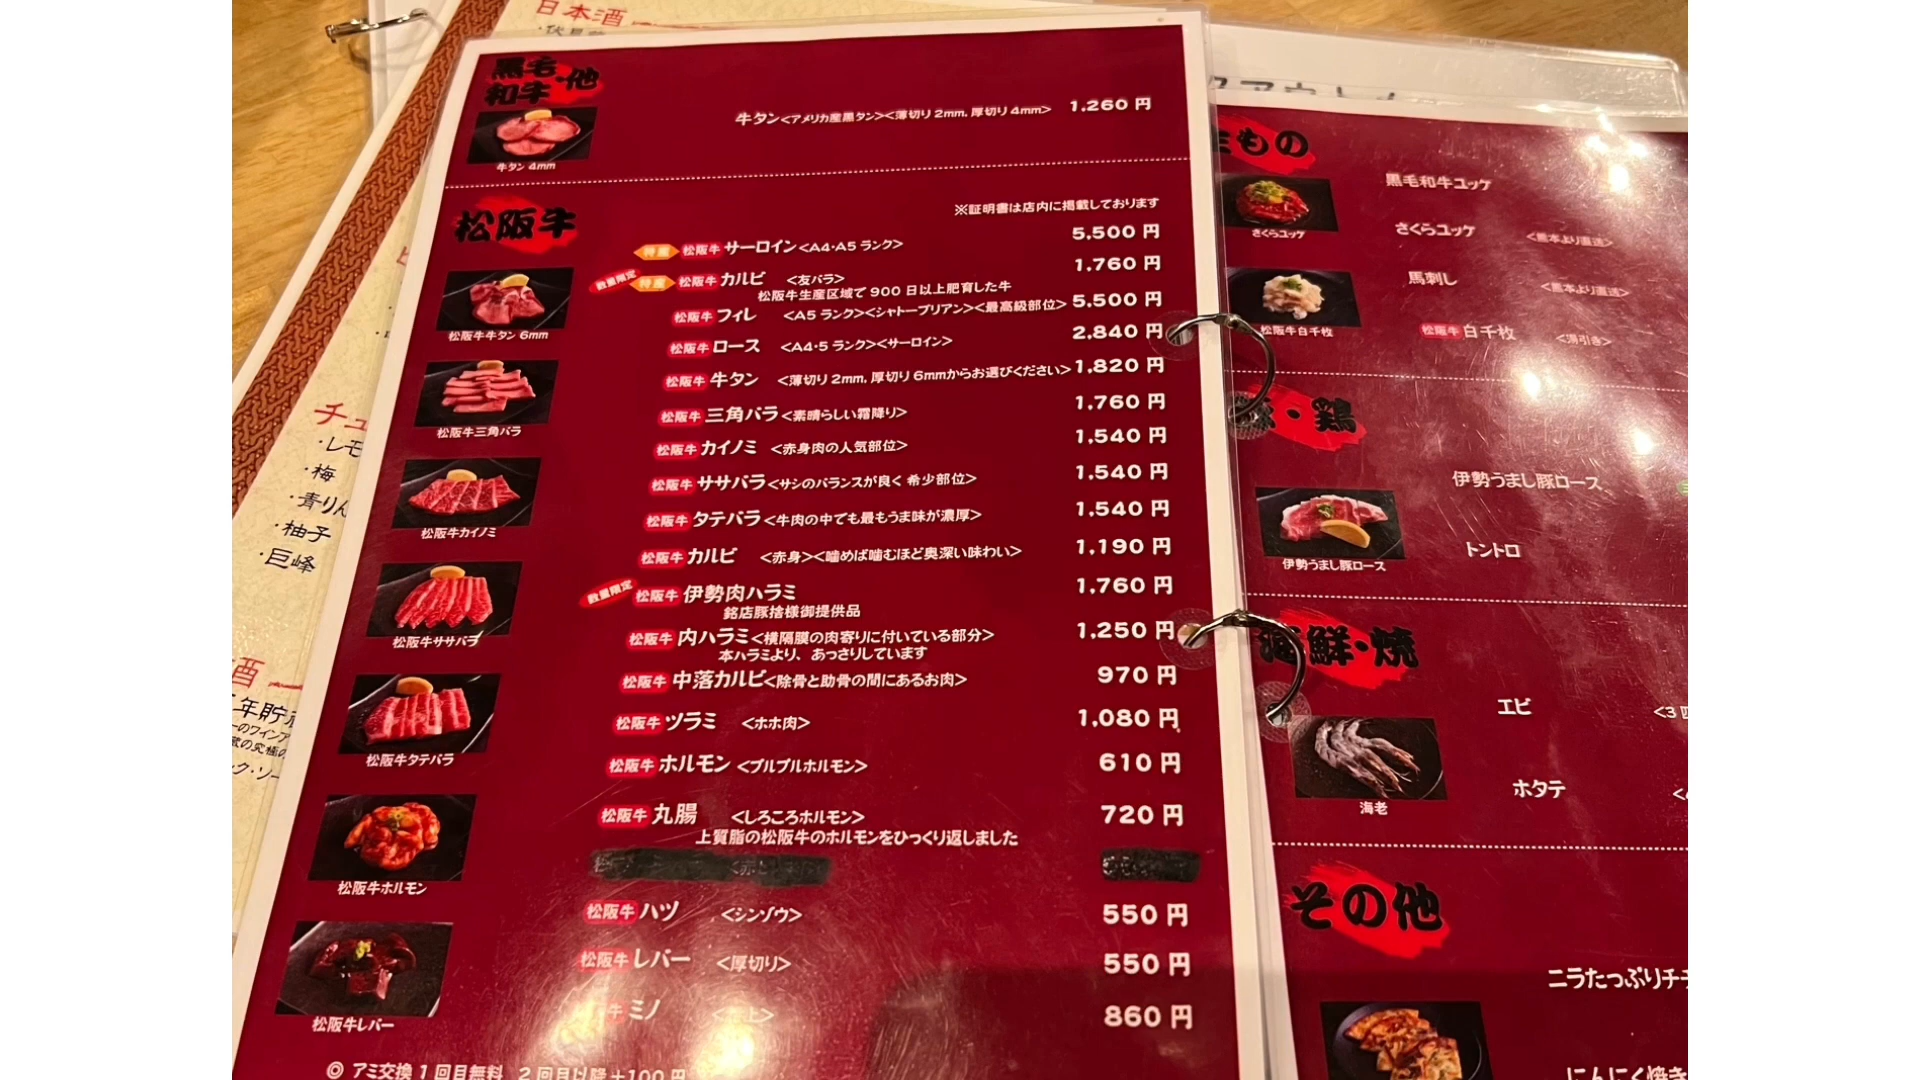 日本酒
黒毛和牛・他
牛タン<アメリカ産黒タン><薄切り2mm, 厚切り4mm> 1,260円
牛タン 4mm
松阪牛
※証明書は店内に掲載しております
特産 松阪牛 サーロイン<A4・A5ランク> 5,500円
数量限定 特産 松阪牛 カルビ <友バラ> 1,760円
松阪牛生産区域で900日以上肥育した牛
松阪牛 フィレ <A5ランク><シャトーブリアン><最高級部位> 5,500円
松阪牛 ロース <A4・5ランク><サーロイン> 2,840円
松阪牛 牛タン <薄切り2mm, 厚切り6mmからお選びください> 1,820円
松阪牛 三角バラ<素晴らしい霜降り> 1,760円
松阪牛 カイノミ <赤身肉の人気部位> 1,540円
松阪牛 ササバラ<サシのバランスが良く 希少部位> 1,540円
松阪牛 タテバラ<牛肉の中でも最もうま味が濃厚> 1,540円
松阪牛 カルビ <赤身><噛めば噛むほど奥深い味わい> 1,190円
数量限定 松阪牛 伊勢肉ハラミ 1,760円
銘店豚捨様御提供品
松阪牛 内ハラミ<横隔膜の肉寄りに付いている部分> 1,250円
本ハラミより、あっさりしています
松阪牛 中落カルビ<除骨と助骨の間にあるお肉> 970円
松阪牛 ツラミ <ホホ肉> 1,080円
松阪牛 ホルモン <プルプルホルモン> 610円
松阪牛 丸腸 <しろころホルモン> 720円
上質脂の松阪牛のホルモンをひっくり返しました
松阪牛 ハツ <シンゾウ> 550円
松阪牛 レバー <厚切り> 550円
牛 ミノ 860円
◎ アミ交換1回目無料 2回目以降+100円
松阪牛牛タン 6mm
松阪牛三角バラ
松阪牛カイノミ
松阪牛ササバラ
松阪牛タテバラ
松阪牛ホルモン
松阪牛レバー
・レモ
・梅
・青りん
・柚子
・巨峰
酒
もの
黒毛和牛ユッケ
さくらユッケ <熊本より直送>
馬刺し <熊本より直送>
松阪牛 白千枚 <湯引き>
さくらユッケ
松阪牛白千枚
・鶏
伊勢うまし豚ロース
トントロ
伊勢うまし豚ロース
海鮮・焼
エビ
ホタテ
海老
その他
ニラたっぷりチヂ
にんにく焼き